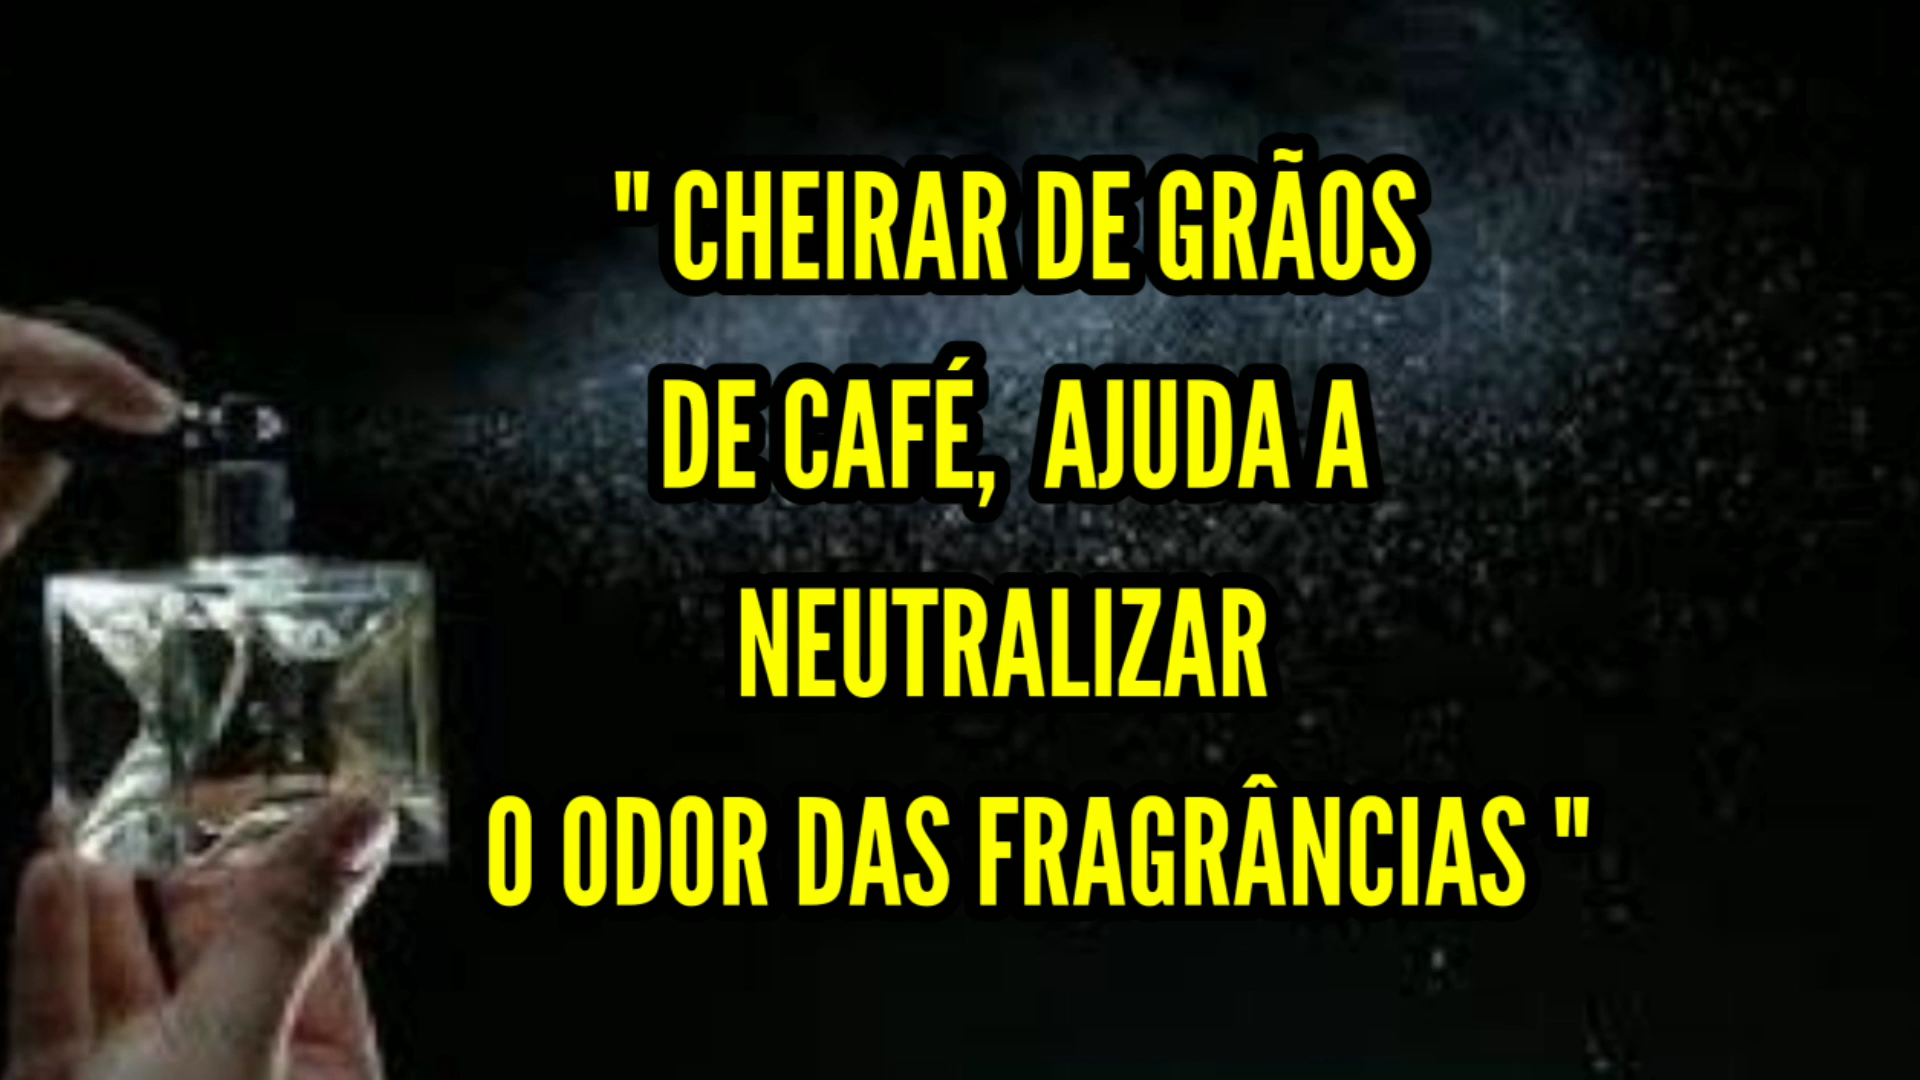 " CHEIRAR DE GRÃOS
DE CAFÉ, AJUDA A
NEUTRALIZAR
O ODOR DAS FRAGRÂNCIAS "